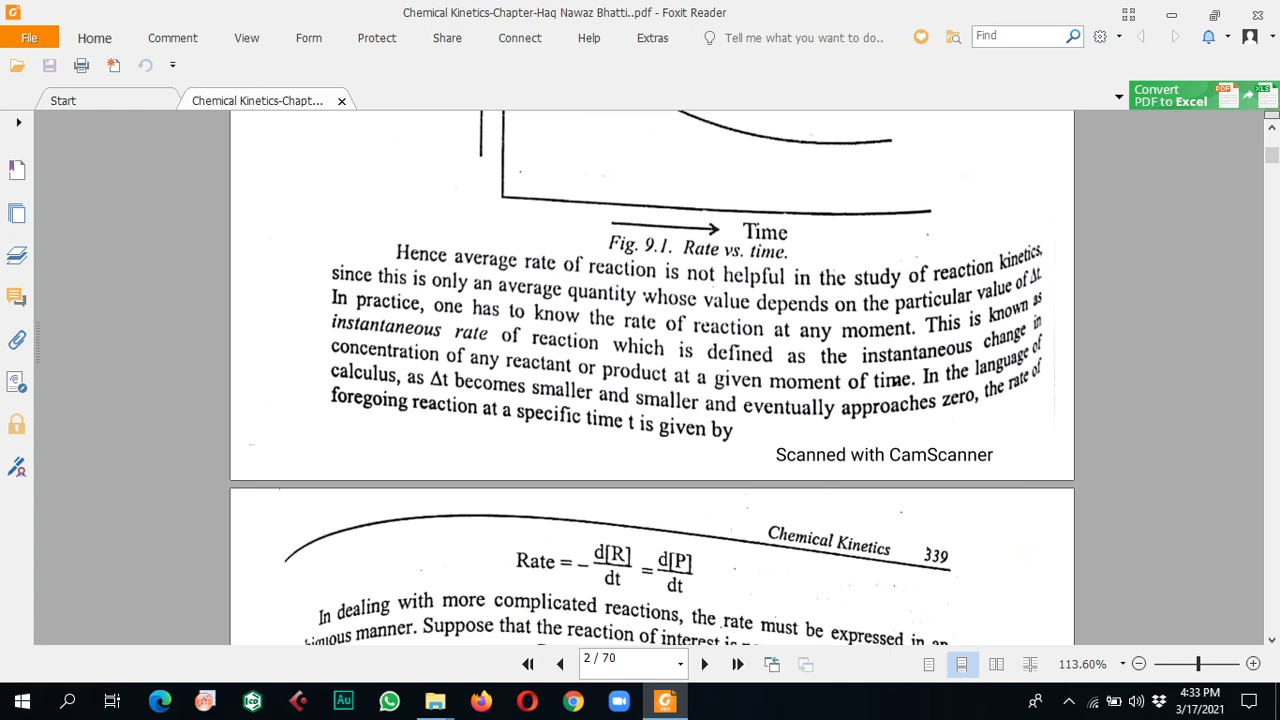 Chemical Kinetics-Chapter-Haq Nawaz Bhatti..pdf - Foxit Reader
File Home Comment View Form Protect Share Connect Help Extras Tell me what you want to do.. Find
Start Chemical Kinetics-Chapt... Convert PDF to Excel
Time
Fig. 9.1. Rate vs. time.
Hence average rate of reaction is not helpful in the study of reaction kinetics,
since this is only an average quantity whose value depends on the particular value of Δt.
In practice, one has to know the rate of reaction at any moment. This is known as
instantaneous rate of reaction which is defined as the instantaneous change in
concentration of any reactant or product at a given moment of time. In the language of
calculus, as Δt becomes smaller and smaller and eventually approaches zero, the rate of
foregoing reaction at a specific time t is given by
Scanned with CamScanner
Chemical Kinetics 339
Rate = – d[R]/dt = d[P]/dt
In dealing with more complicated reactions, the rate must be expressed in an
manner. Suppose that the reaction of interest is
2 / 70 113.60%
4:33 PM
3/17/2021